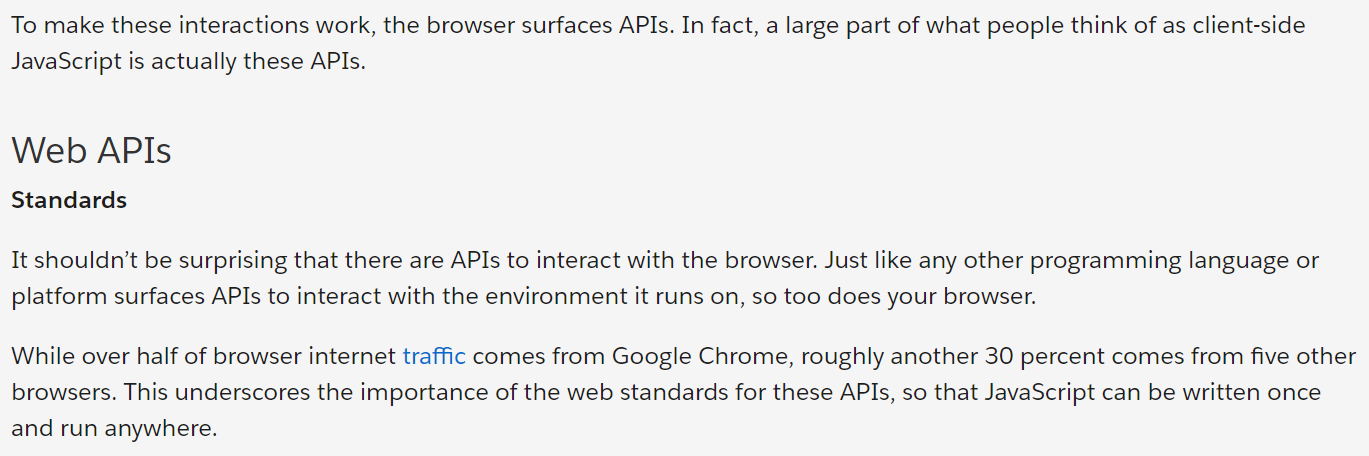 To make these interactions work, the browser surfaces APIs. In fact, a large part of what people think of as client-side
JavaScript is actually these APIs.
Web APIs
Standards
It shouldn’t be surprising that there are APIs to interact with the browser. Just like any other programming language or
platform surfaces APIs to interact with the environment it runs on, so too does your browser.
While over half of browser internet traffic comes from Google Chrome, roughly another 30 percent comes from five other
browsers. This underscores the importance of the web standards for these APIs, so that JavaScript can be written once
and run anywhere.